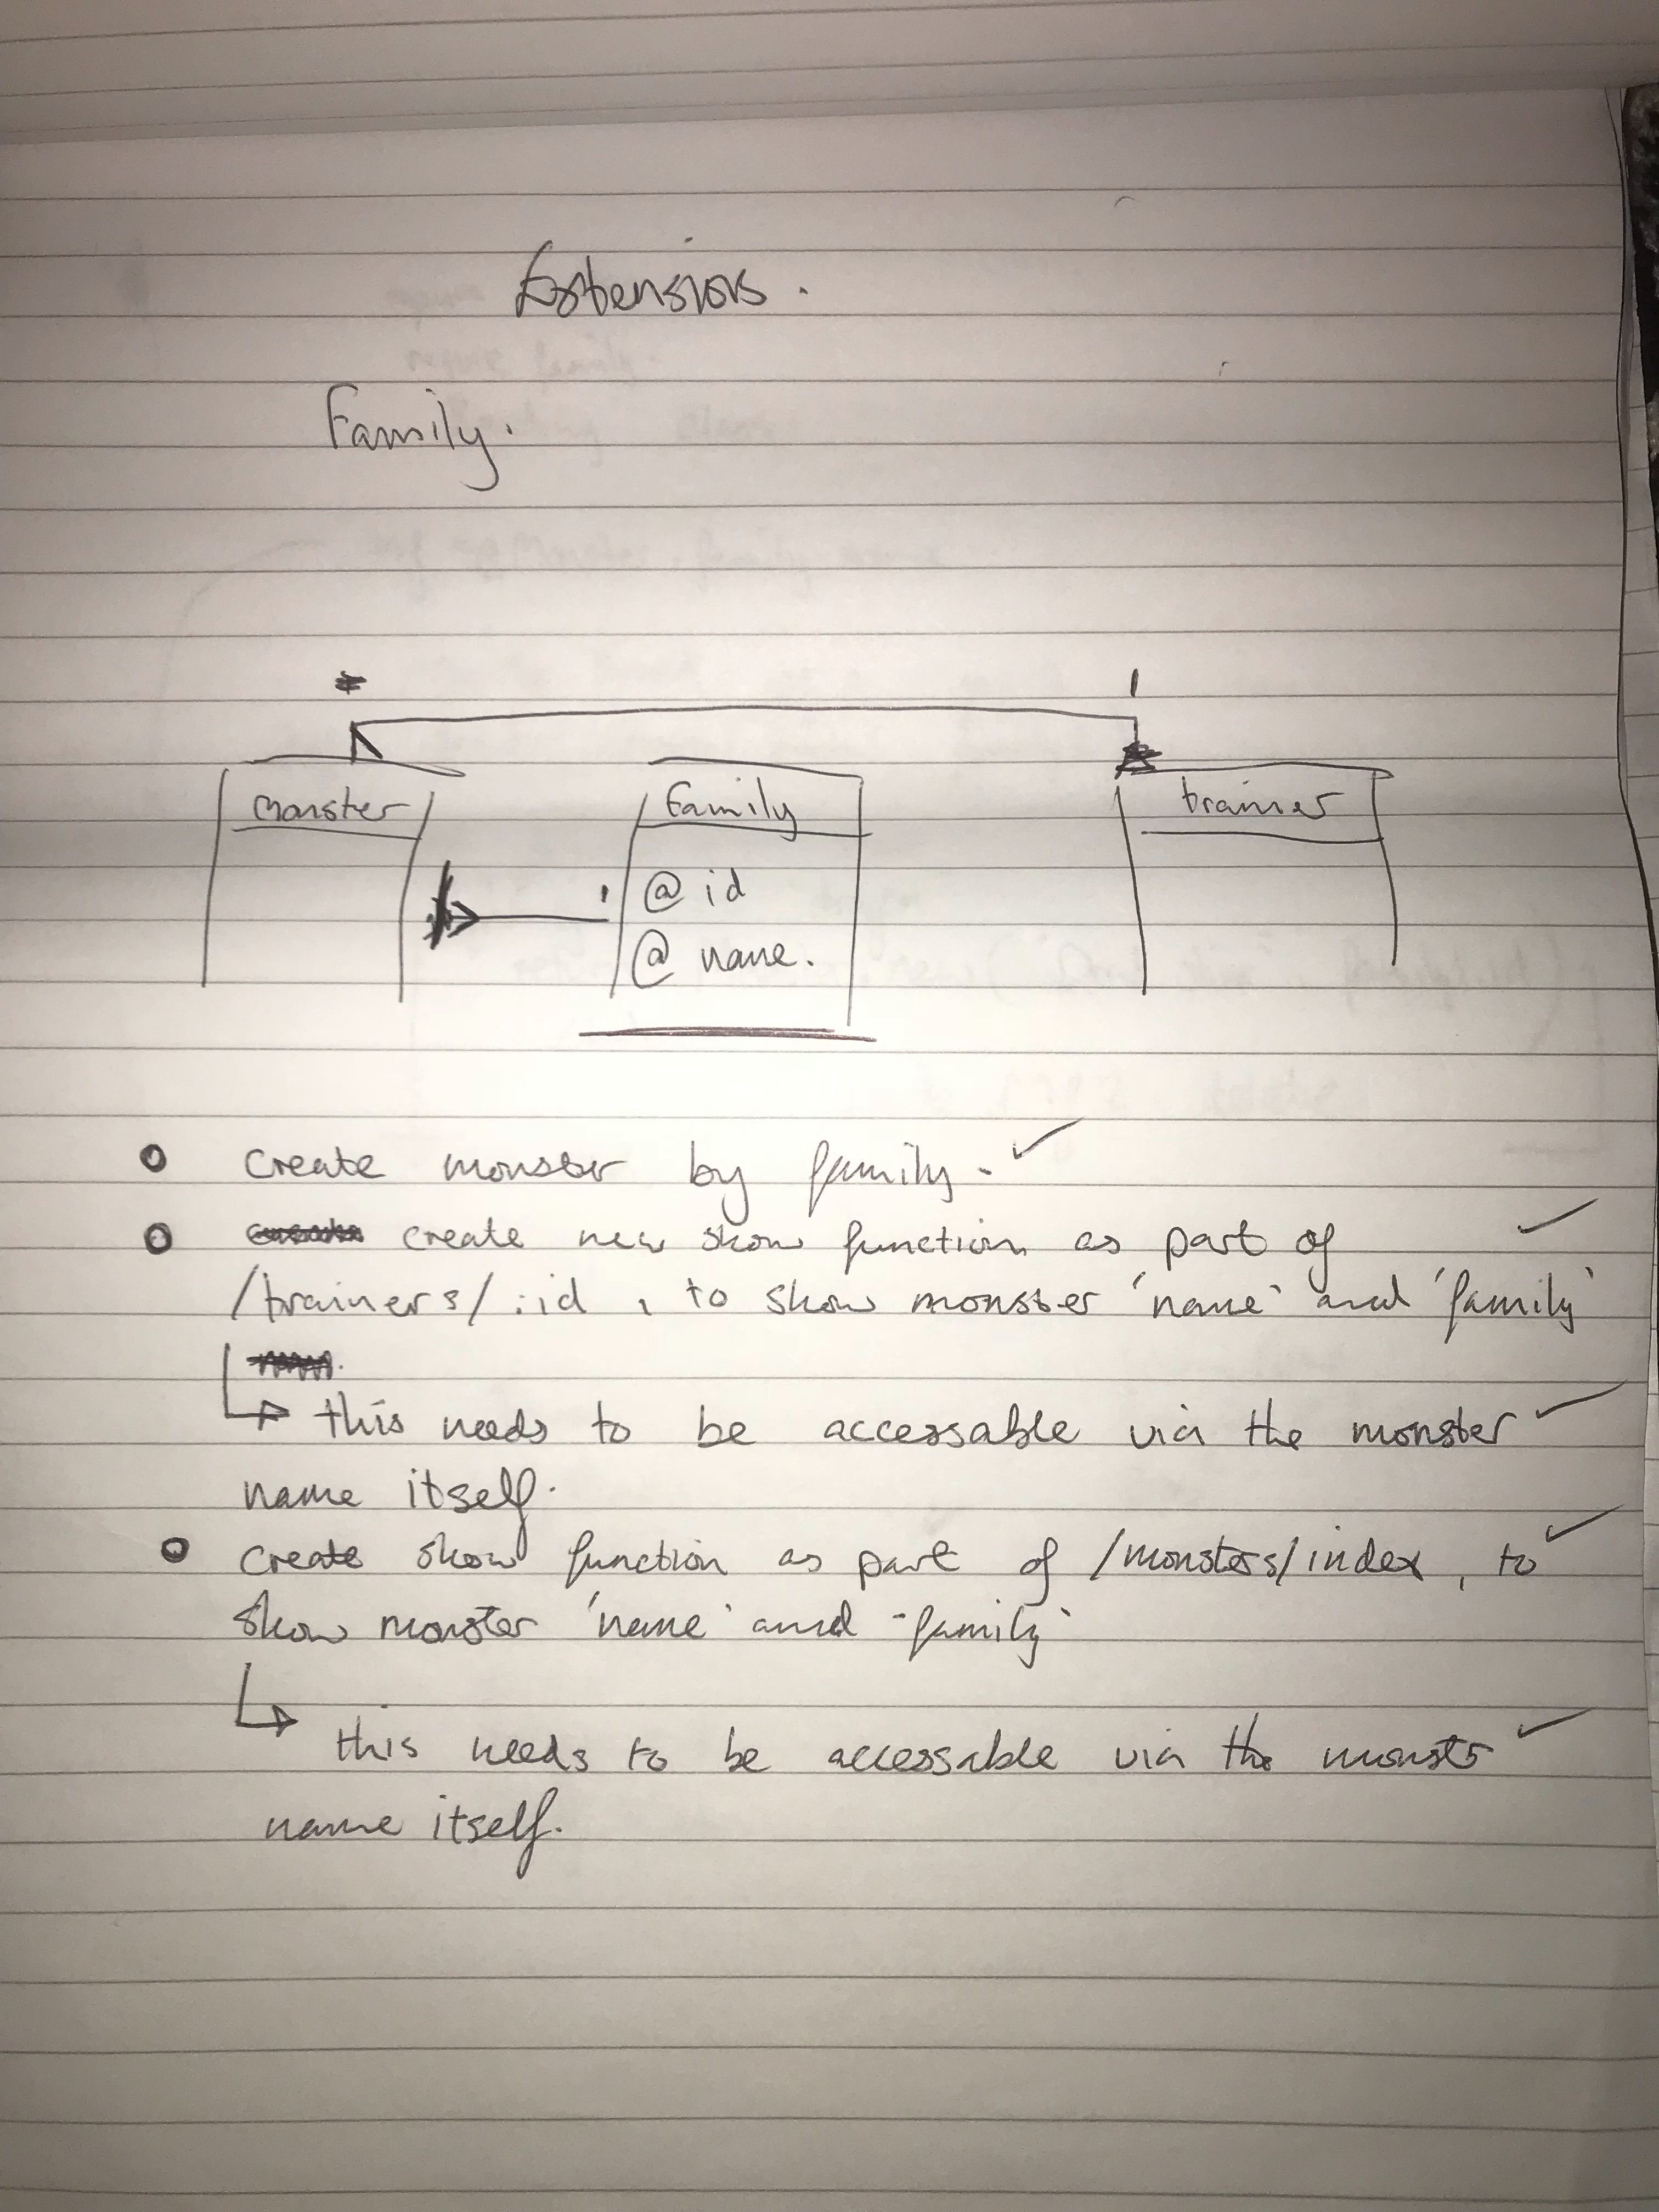 Extensions.
Family.
* 1
monster Family trainer
1 @ id
@ name.
create monster by family.
create new show function as part of
/trainers/:id, to show monster 'name' and 'family'
this needs to be accessable via the monster
name itself.
create show function as part of /monsters/index, to
show monster 'name' and 'family'
this needs to be accessable via the monster
name itself.